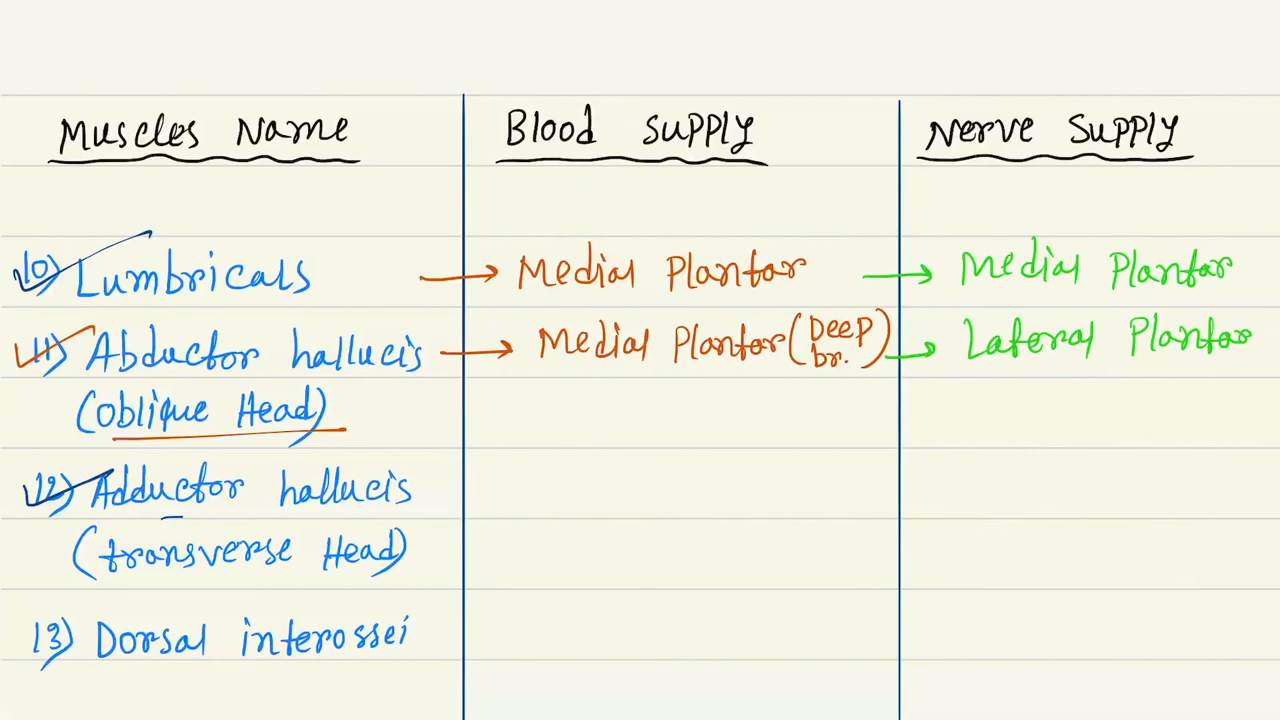 Muscles Name Blood Supply Nerve Supply
10) Lumbricals → Medial Plantar → Medial Plantar
11) Abductor hallucis → Medial Plantar (Deep br.) → Lateral Plantar
(oblique Head)
12) Adductor hallucis
(transverse Head)
13) Dorsal interossei